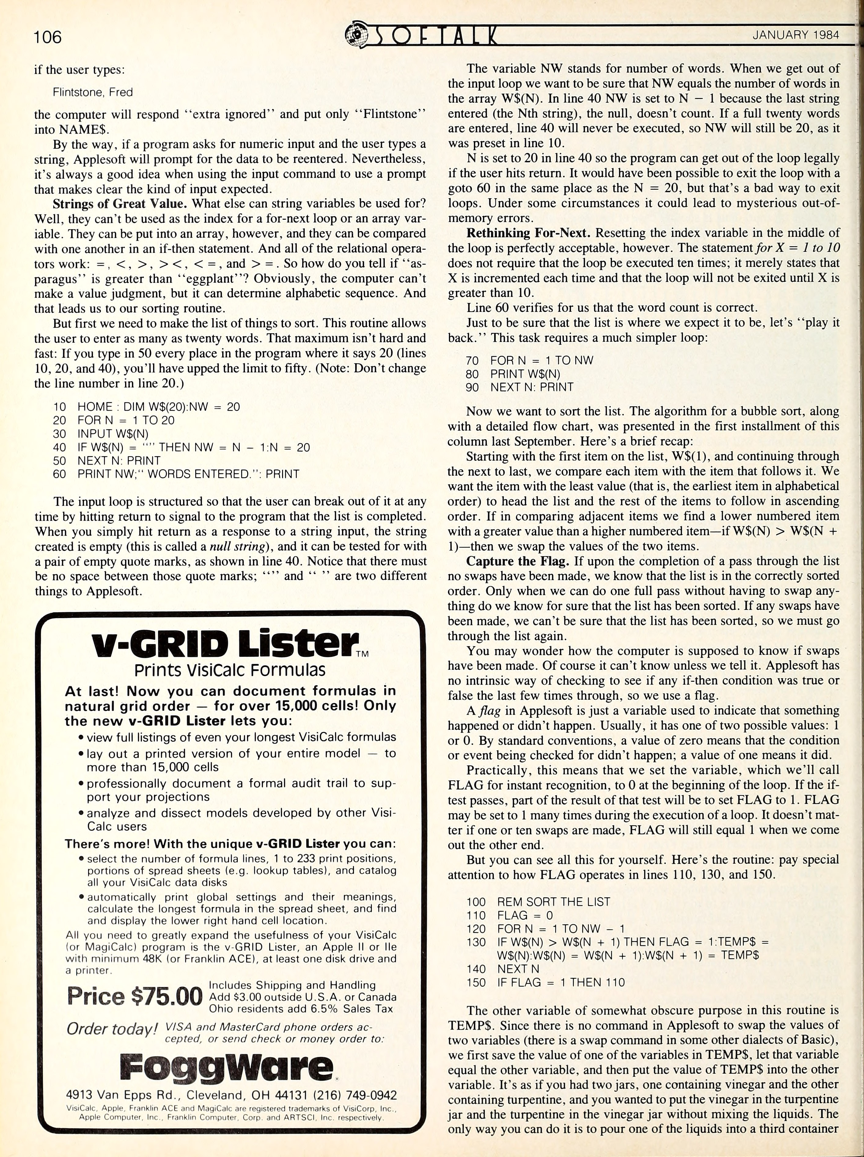 106
SOFTALK
JANUARY 1984
if the user types:
Flintstone, Fred
the computer will respond ‘‘extra ignored’’ and put only ‘‘Flintstone’’
into NAME$.
By the way, if a program asks for numeric input and the user types a
string, Applesoft will prompt for the data to be reentered. Nevertheless,
it's always a good idea when using the input command to use a prompt
that makes clear the kind of input expected.
Strings of Great Value. What else can string variables be used for?
Well, they can't be used as the index for a for-next loop or an array var-
iable. They can be put into an array, however, and they can be compared
with one another in an if-then statement. And all of the relational opera-
tors work: =, <, >, ><, <=, and >=. So how do you tell if ‘‘as-
paragus’’ is greater than ‘‘eggplant’’? Obviously, the computer can't
make a value judgment, but it can determine alphabetic sequence. And
that leads us to our sorting routine.
But first we need to make the list of things to sort. This routine allows
the user to enter as many as twenty words. That maximum isn't hard and
fast: If you type in 50 every place in the program where it says 20 (lines
10, 20, and 40), you'll have upped the limit to fifty. (Note: Don't change
the line number in line 20.)
10 HOME : DIM W$(20):NW = 20
20 FOR N = 1 TO 20
30 INPUT W$(N)
40 IF W$(N) = ‘‘’’ THEN NW = N - 1:N = 20
50 NEXT N: PRINT
60 PRINT NW;‘‘ WORDS ENTERED.’’: PRINT
The input loop is structured so that the user can break out of it at any
time by hitting return to signal to the program that the list is completed.
When you simply hit return as a response to a string input, the string
created is empty (this is called a null string), and it can be tested for with
a pair of empty quote marks, as shown in line 40. Notice that there must
be no space between those quote marks; ‘‘’’ and ‘‘ ’’ are two different
things to Applesoft.
v-GRID Lister™
Prints VisiCalc Formulas
At last! Now you can document formulas in
natural grid order — for over 15,000 cells! Only
the new v-GRID Lister lets you:
• view full listings of even your longest VisiCalc formulas
• lay out a printed version of your entire model — to
more than 15,000 cells
• professionally document a formal audit trail to sup-
port your projections
• analyze and dissect models developed by other Visi-
Calc users
There's more! With the unique v-GRID Lister you can:
• select the number of formula lines, 1 to 233 print positions,
portions of spread sheets (e.g. lookup tables), and catalog
all your VisiCalc data disks
• automatically print global settings and their meanings,
calculate the longest formula in the spread sheet, and find
and display the lower right hand cell location.
All you need to greatly expand the usefulness of your VisiCalc
(or MagiCalc) program is the v-GRID Lister, an Apple II or IIe
with minimum 48K (or Franklin ACE), at least one disk drive and
a printer.
Price $75.00
Includes Shipping and Handling
Add $3.00 outside U.S.A. or Canada
Ohio residents add 6.5% Sales Tax
Order today! VISA and MasterCard phone orders ac-
cepted, or send check or money order to:
FoggWare
4913 Van Epps Rd., Cleveland, OH 44131 (216) 749-0942
VisiCalc, Apple, Franklin ACE and MagiCalc are registered trademarks of VisiCorp, Inc.,
Apple Computer, Inc., Franklin Computer, Corp. and ARTSCI, Inc. respectively.
The variable NW stands for number of words. When we get out of
the input loop we want to be sure that NW equals the number of words in
the array W$(N). In line 40 NW is set to N − 1 because the last string
entered (the Nth string), the null, doesn't count. If a full twenty words
are entered, line 40 will never be executed, so NW will still be 20, as it
was preset in line 10.
N is set to 20 in line 40 so the program can get out of the loop legally
if the user hits return. It would have been possible to exit the loop with a
goto 60 in the same place as the N = 20, but that's a bad way to exit
loops. Under some circumstances it could lead to mysterious out-of-
memory errors.
Rethinking For-Next. Resetting the index variable in the middle of
the loop is perfectly acceptable, however. The statement for X = 1 to 10
does not require that the loop be executed ten times; it merely states that
X is incremented each time and that the loop will not be exited until X is
greater than 10.
Line 60 verifies for us that the word count is correct.
Just to be sure that the list is where we expect it to be, let's ‘‘play it
back.’’ This task requires a much simpler loop:
70 FOR N = 1 TO NW
80 PRINT W$(N)
90 NEXT N: PRINT
Now we want to sort the list. The algorithm for a bubble sort, along
with a detailed flow chart, was presented in the first installment of this
column last September. Here's a brief recap:
Starting with the first item on the list, W$(1), and continuing through
the next to last, we compare each item with the item that follows it. We
want the item with the least value (that is, the earliest item in alphabetical
order) to head the list and the rest of the items to follow in ascending
order. If in comparing adjacent items we find a lower numbered item
with a greater value than a higher numbered item—if W$(N) > W$(N +
1)—then we swap the values of the two items.
Capture the Flag. If upon the completion of a pass through the list
no swaps have been made, we know that the list is in the correctly sorted
order. Only when we can do one full pass without having to swap any-
thing do we know for sure that the list has been sorted. If any swaps have
been made, we can't be sure that the list has been sorted, so we must go
through the list again.
You may wonder how the computer is supposed to know if swaps
have been made. Of course it can't know unless we tell it. Applesoft has
no intrinsic way of checking to see if any if-then condition was true or
false the last few times through, so we use a flag.
A flag in Applesoft is just a variable used to indicate that something
happened or didn't happen. Usually, it has one of two possible values: 1
or 0. By standard conventions, a value of zero means that the condition
or event being checked for didn't happen; a value of one means it did.
Practically, this means that we set the variable, which we'll call
FLAG for instant recognition, to 0 at the beginning of the loop. If the if-
test passes, part of the result of that test will be to set FLAG to 1. FLAG
may be set to 1 many times during the execution of a loop. It doesn't mat-
ter if one or ten swaps are made, FLAG will still equal 1 when we come
out the other end.
But you can see all this for yourself. Here's the routine: pay special
attention to how FLAG operates in lines 110, 130, and 150.
100 REM SORT THE LIST
110 FLAG = 0
120 FOR N = 1 TO NW − 1
130 IF W$(N) > W$(N + 1) THEN FLAG = 1:TEMP$ =
W$(N):W$(N) = W$(N + 1):W$(N + 1) = TEMP$
140 NEXT N
150 IF FLAG = 1 THEN 110
The other variable of somewhat obscure purpose in this routine is
TEMP$. Since there is no command in Applesoft to swap the values of
two variables (there is a swap command in some other dialects of Basic),
we first save the value of one of the variables in TEMP$, let that variable
equal the other variable, and then put the value of TEMP$ into the other
variable. It's as if you had two jars, one containing vinegar and the other
containing turpentine, and you wanted to put the vinegar in the turpentine
jar and the turpentine in the vinegar jar without mixing the liquids. The
only way you can do it is to pour one of the liquids into a third container